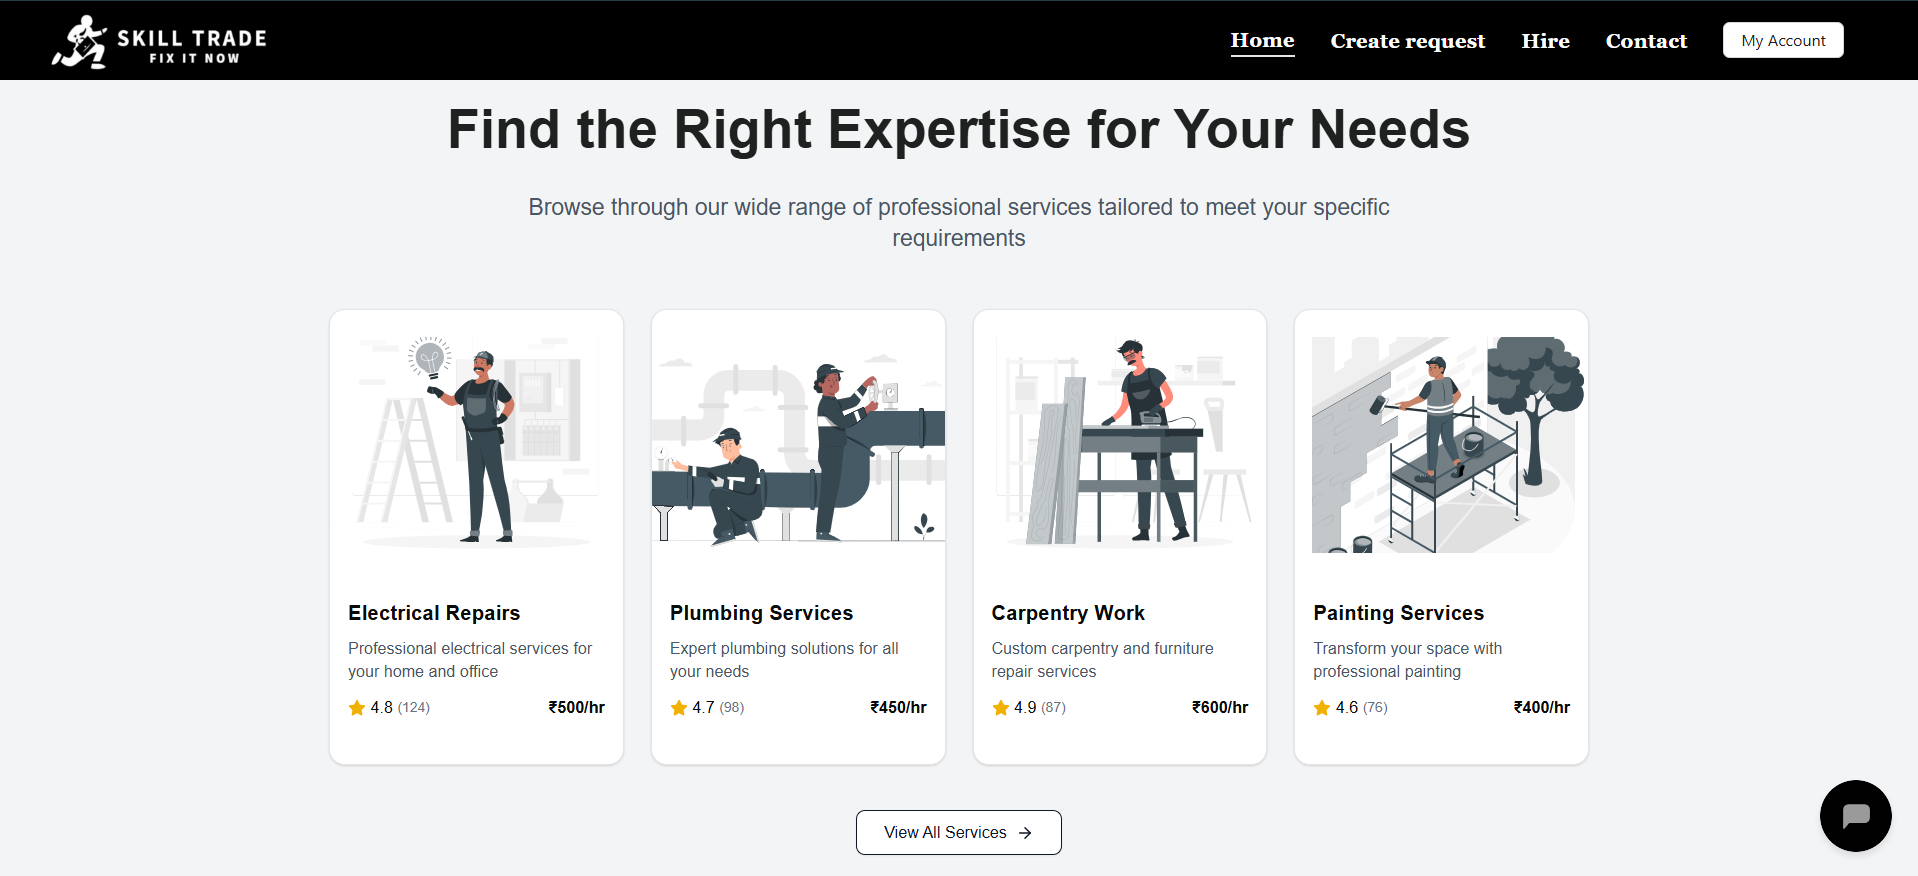 SKILL TRADE
FIX IT NOW
Home
Create request
Hire
Contact
My Account
Find the Right Expertise for Your Needs
Browse through our wide range of professional services tailored to meet your specific
requirements
Electrical Repairs
Professional electrical services for
your home and office
4.8 (124)
₹500/hr
Plumbing Services
Expert plumbing solutions for all
your needs
4.7 (98)
₹450/hr
Carpentry Work
Custom carpentry and furniture
repair services
4.9 (87)
₹600/hr
Painting Services
Transform your space with
professional painting
4.6 (76)
₹400/hr
View All Services